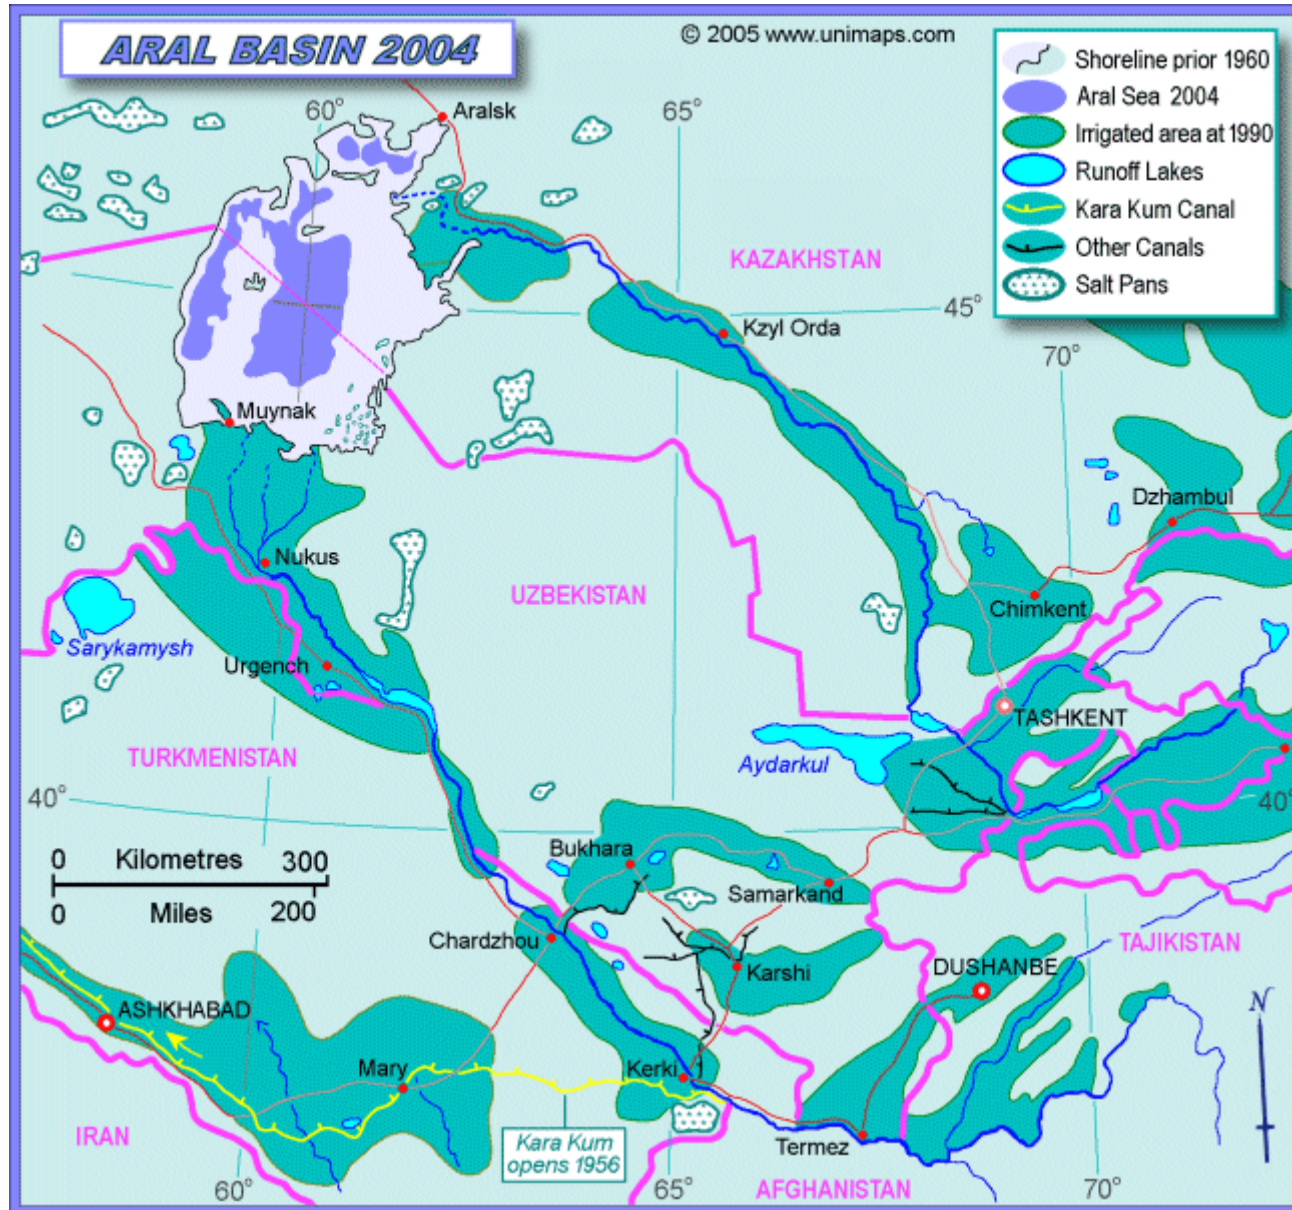 ARAL BASIN 2004
© 2005 www.unimaps.com
Shoreline prior 1960
Aral Sea 2004
Irrigated area at 1990
Runoff Lakes
Kara Kum Canal
Other Canals
Salt Pans
60°
65°
Aralsk
KAZAKHSTAN
45°
Kzyl Orda
70°
Muynak
Dzhambul
Nukus
UZBEKISTAN
Chimkent
Sarykamysh
Urgench
TASHKENT
TURKMENISTAN
Aydarkul
40°
40°
0 Kilometres 300
0 Miles 200
Bukhara
Samarkand
Chardzhou
Karshi
DUSHANBE
TAJIKISTAN
ASHKHABAD
N
Mary
Kerki
IRAN
Kara Kum
opens 1956
Termez
AFGHANISTAN
60°
65°
70°